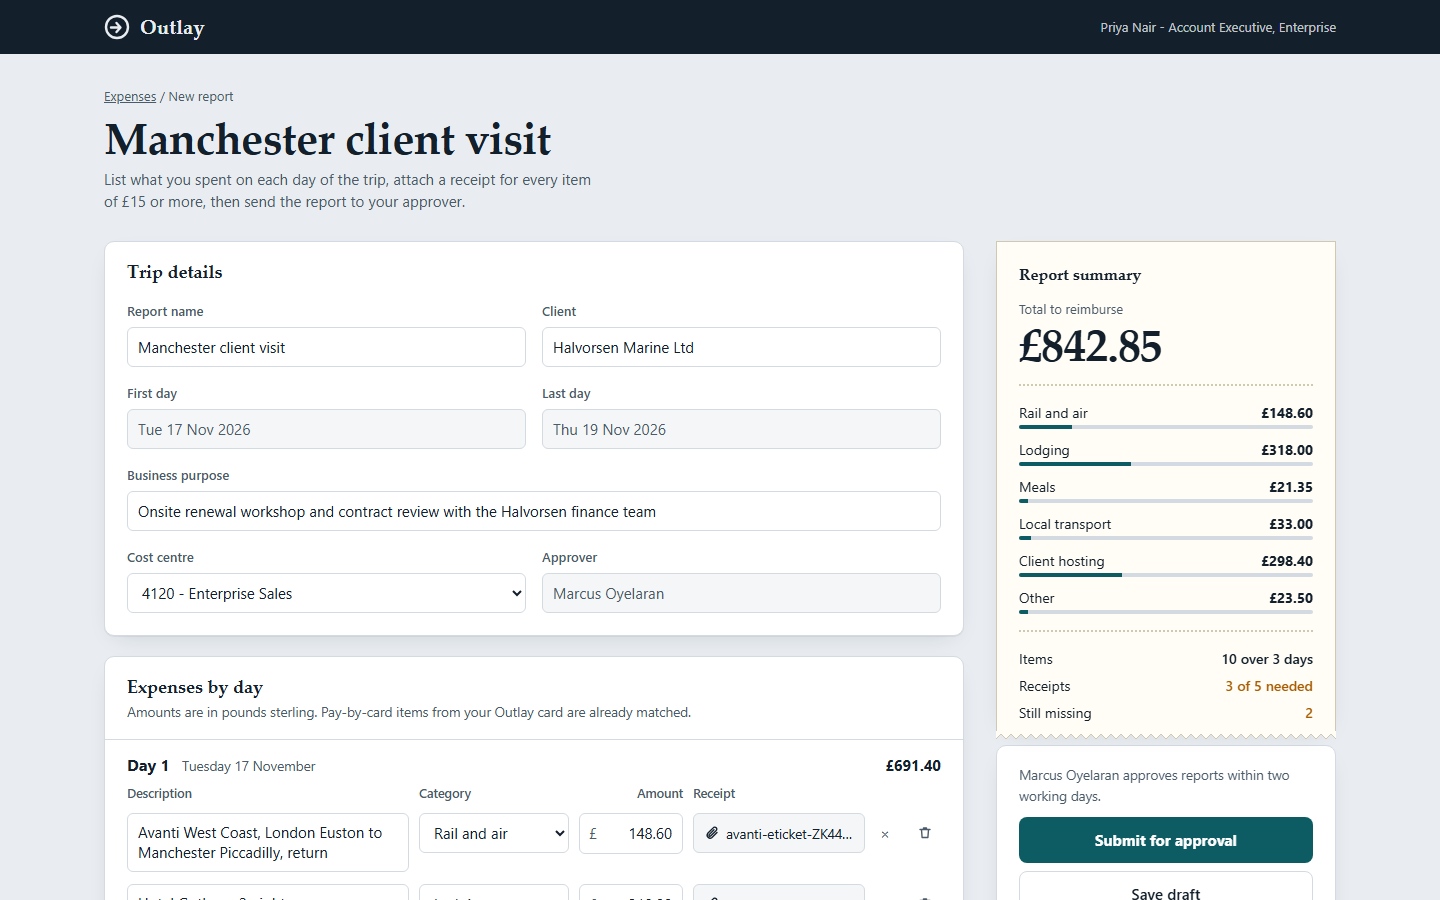 Outlay
Priya Nair - Account Executive, Enterprise
Expenses / New report
Manchester client visit
List what you spent on each day of the trip, attach a receipt for every item
of £15 or more, then send the report to your approver.
Trip details
Report name
Client
Manchester client visit
Halvorsen Marine Ltd
First day
Last day
Tue 17 Nov 2026
Thu 19 Nov 2026
Business purpose
Onsite renewal workshop and contract review with the Halvorsen finance team
Cost centre
Approver
4120 - Enterprise Sales
Marcus Oyelaran
Expenses by day
Amounts are in pounds sterling. Pay-by-card items from your Outlay card are already matched.
Day 1 Tuesday 17 November £691.40
Description Category Amount Receipt
Avanti West Coast, London Euston to
Manchester Piccadilly, return
Rail and air
£ 148.60
avanti-eticket-ZK44...
×
Report summary
Total to reimburse
£842.85
Rail and air £148.60
Lodging £318.00
Meals £21.35
Local transport £33.00
Client hosting £298.40
Other £23.50
Items 10 over 3 days
Receipts 3 of 5 needed
Still missing 2
Marcus Oyelaran approves reports within two
working days.
Submit for approval
Save draft